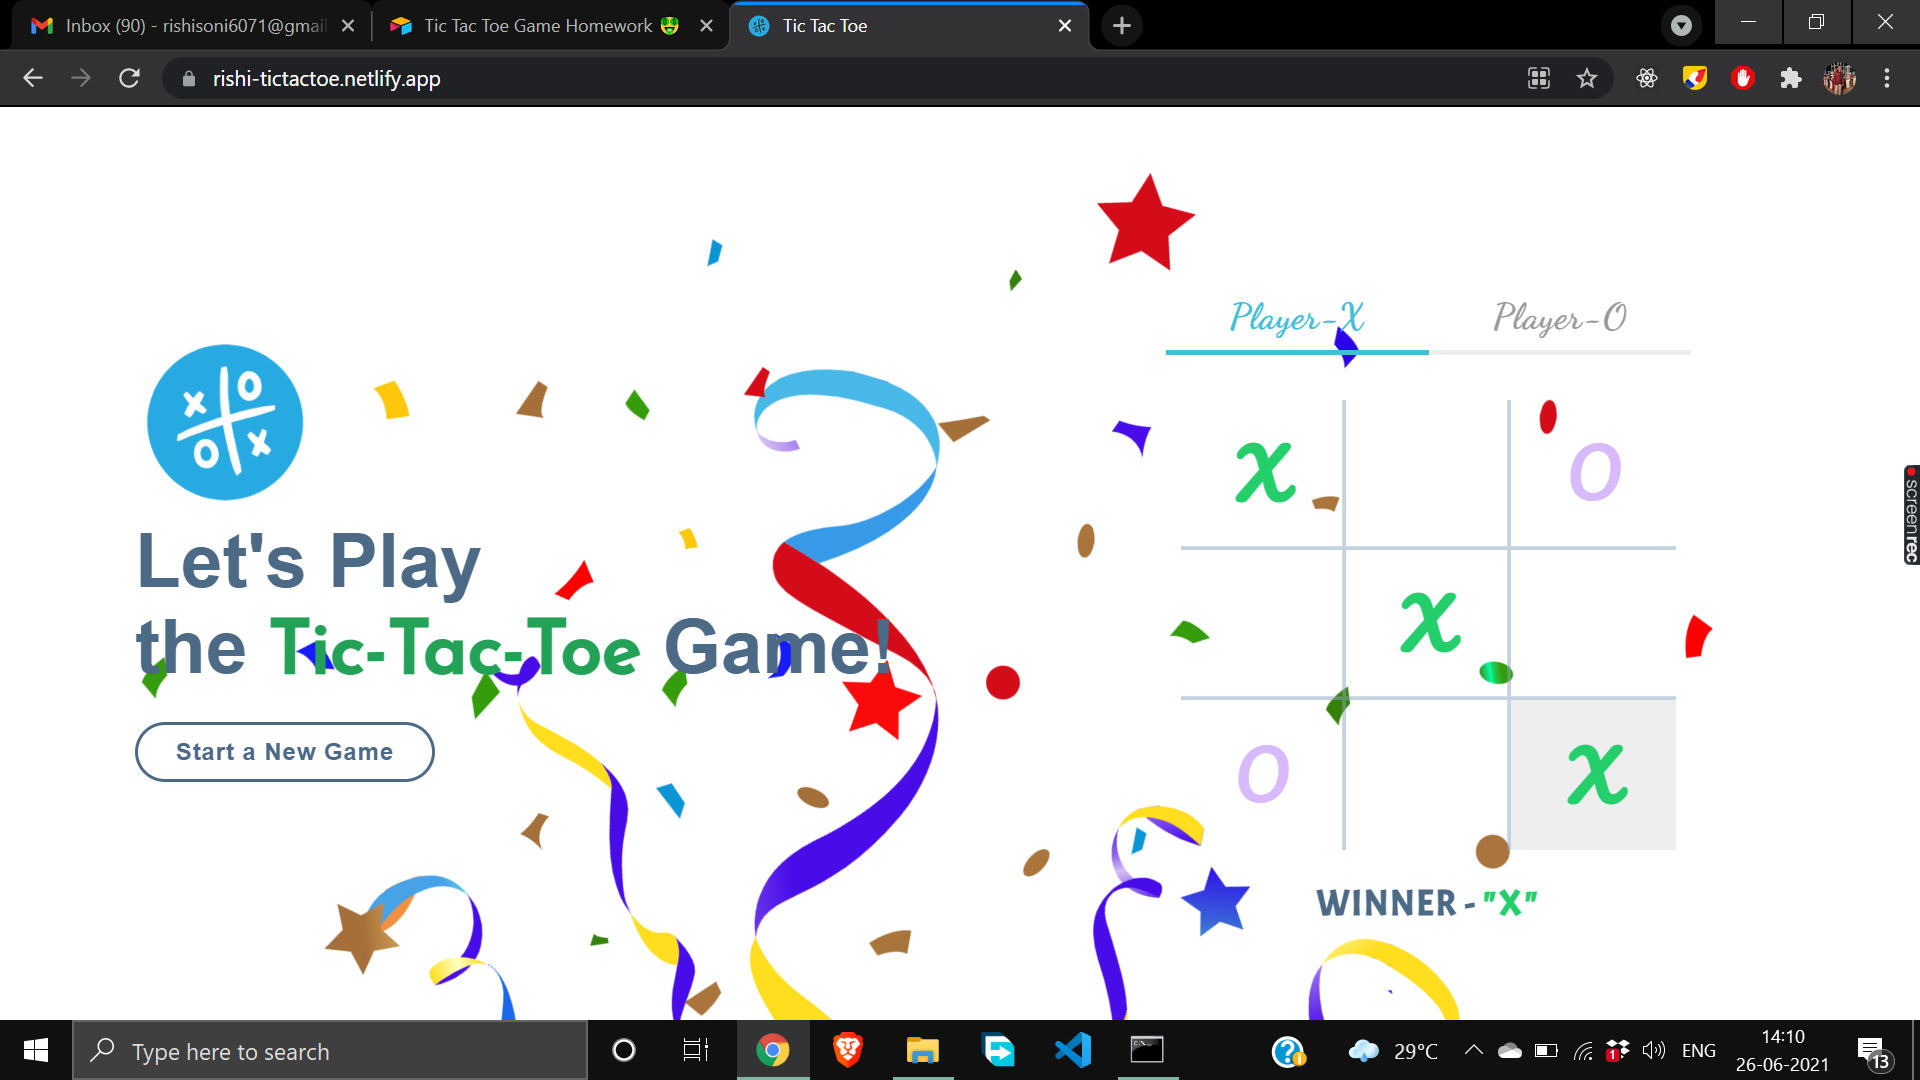 Inbox (90) - rishisoni6071@gmai
Tic Tac Toe Game Homework 🤑
Tic Tac Toe
rishi-tictactoe.netlify.app
Player-X
Player-O
X O
X
O X
WINNER - "X"
X O
O X
Let's Play
the Tic-Tac-Toe Game!
Start a New Game
screenrec
Type here to search
29°C
1
ENG
14:10
26-06-2021
13